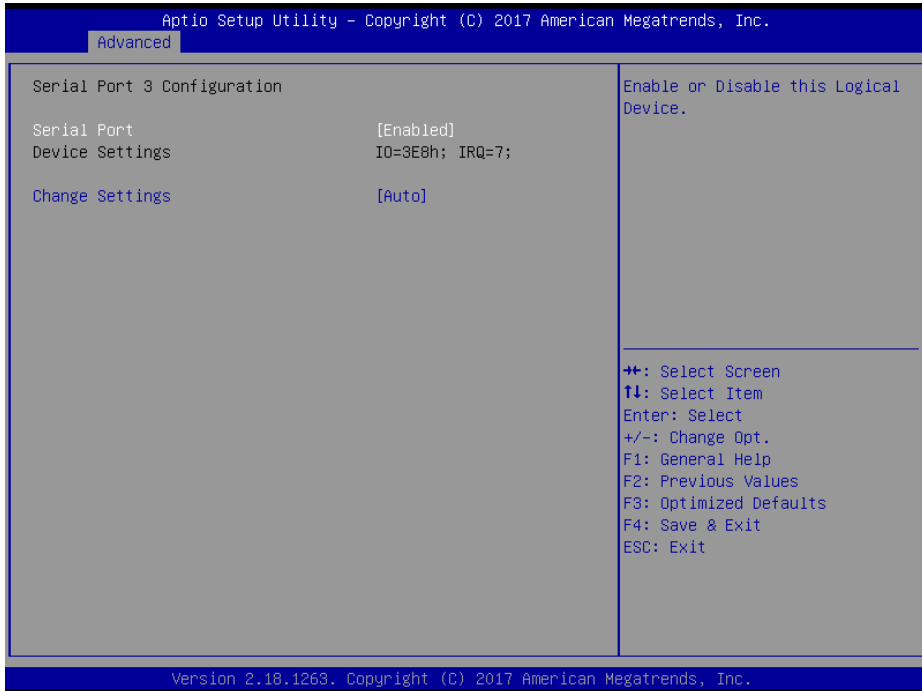 Aptio Setup Utility – Copyright (C) 2017 American Megatrends, Inc.
Advanced
Serial Port 3 Configuration
Serial Port [Enabled]
Device Settings IO=3E8h; IRQ=7;
Change Settings [Auto]
Enable or Disable this Logical
Device.
→←: Select Screen
↑↓: Select Item
Enter: Select
+/-: Change Opt.
F1: General Help
F2: Previous Values
F3: Optimized Defaults
F4: Save & Exit
ESC: Exit
Version 2.18.1263. Copyright (C) 2017 American Megatrends, Inc.